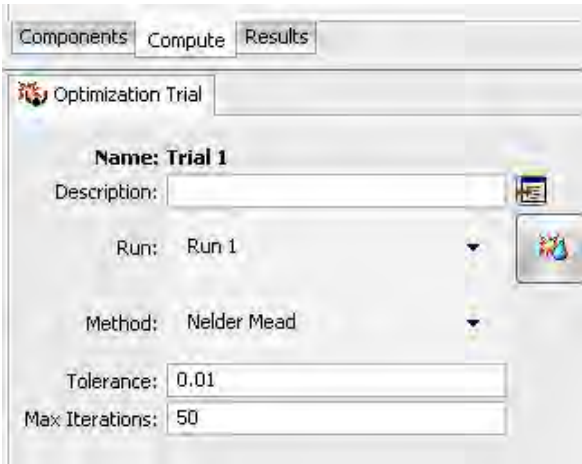 Components Compute Results
Optimization Trial
Name: Trial 1
Description:
Run: Run 1
Method: Nelder Mead
Tolerance: 0.01
Max Iterations: 50